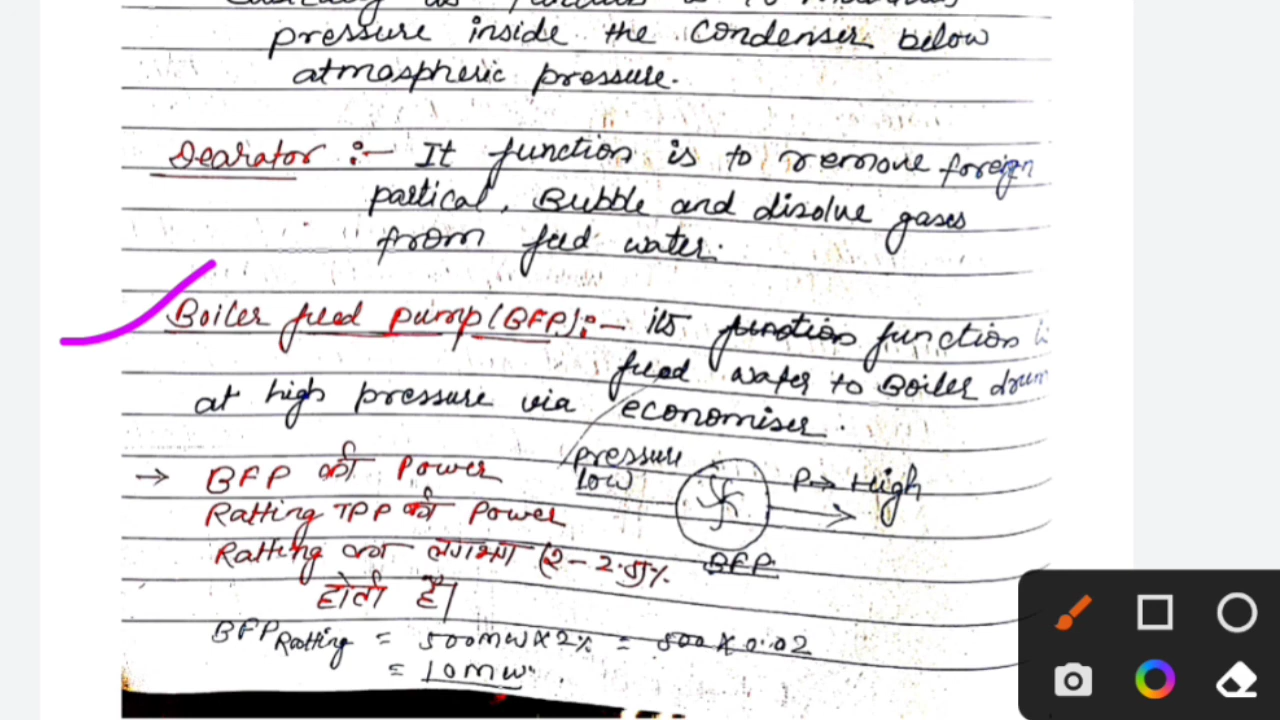 pressure inside the Condenser below
atmospheric pressure.
Dearator :- It function is to remove foreign
partical, Bubble and disolve gases
from feed water.
Boiler feed pump (BFP):- its function function
feed water to Boiler drum
at high pressure via economiser.
pressure
low
P→ High
BFP
→ BFP की Power
Ratting TPP की Power
Ratting का लगभग (2-2.5)%
होती है।
BFP Ratting = 500MW×2% = 500×0.02
= 10MW.